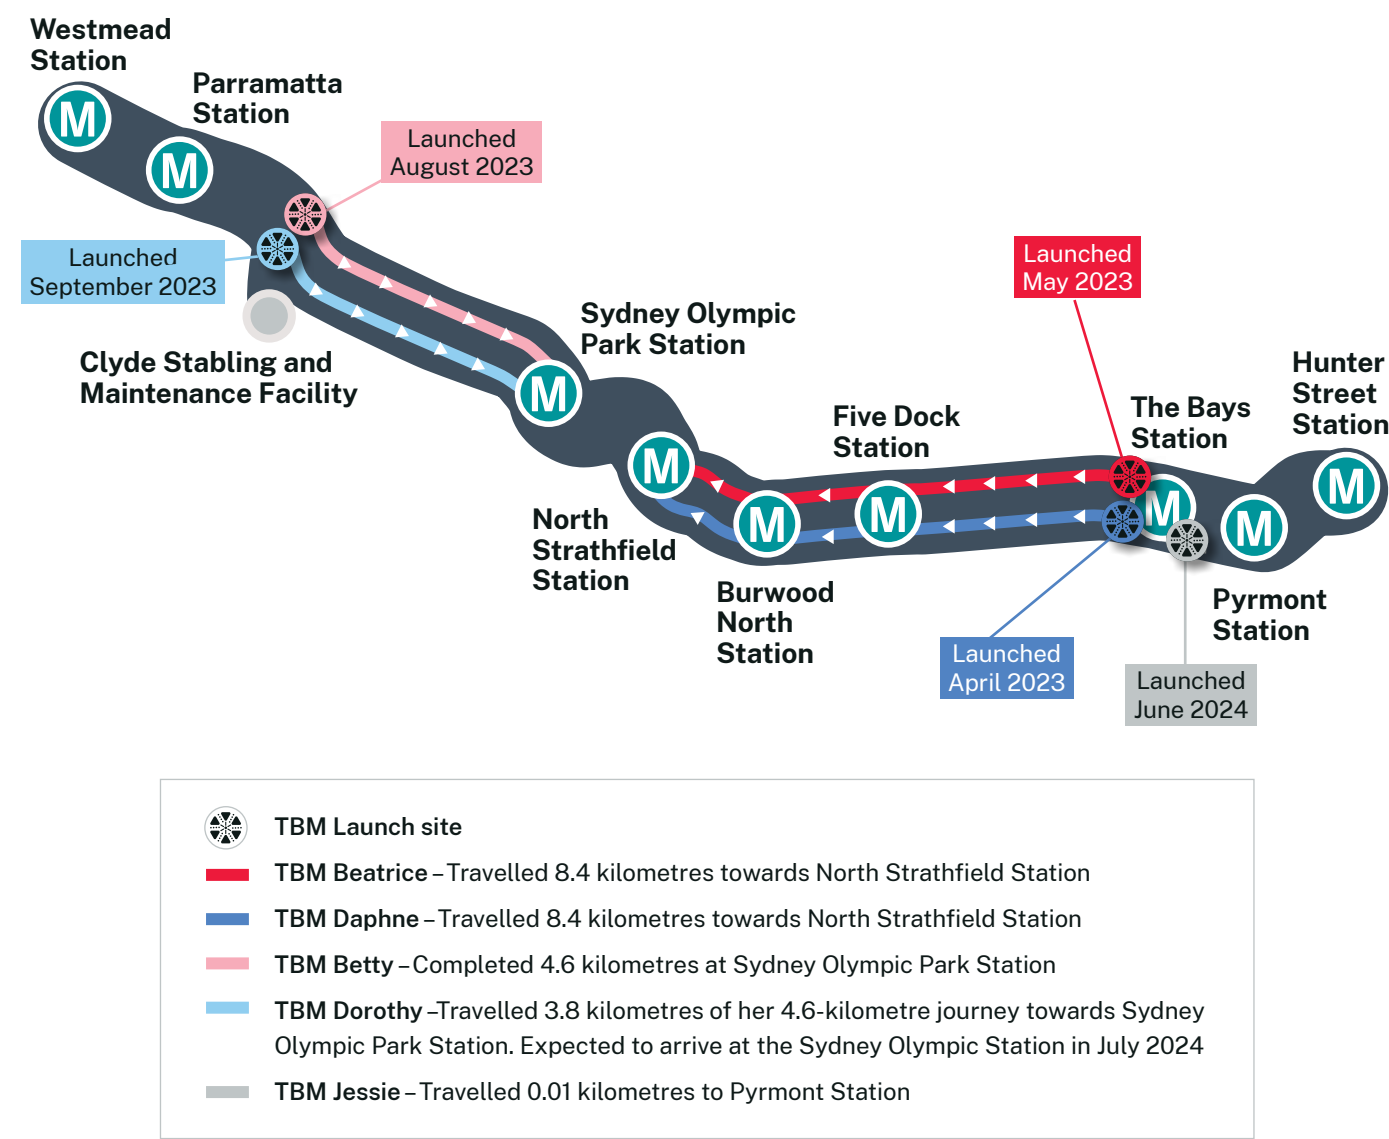 Westmead
Station
Parramatta
Station
Launched
August 2023
Launched
September 2023
Clyde Stabling and
Maintenance Facility
Sydney Olympic
Park Station
Launched
May 2023
Hunter
Street
Station
The Bays
Station
Five Dock
Station
North
Strathfield
Station
Burwood
North
Station
Pyrmont
Station
Launched
April 2023
Launched
June 2024
M
M
M
M
M
M
M
M
M
TBM Launch site
TBM Beatrice – Travelled 8.4 kilometres towards North Strathfield Station
TBM Daphne – Travelled 8.4 kilometres towards North Strathfield Station
TBM Betty – Completed 4.6 kilometres at Sydney Olympic Park Station
TBM Dorothy –Travelled 3.8 kilometres of her 4.6-kilometre journey towards Sydney
Olympic Park Station. Expected to arrive at the Sydney Olympic Station in July 2024
TBM Jessie – Travelled 0.01 kilometres to Pyrmont Station